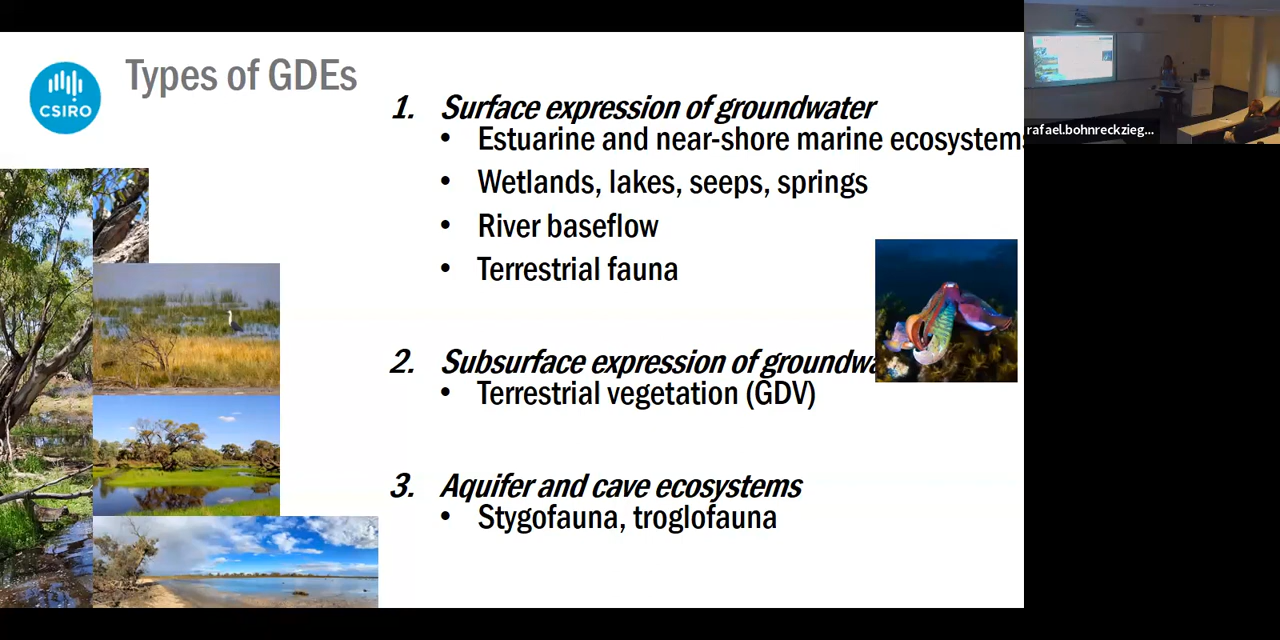 Types of GDEs
CSIRO
1. Surface expression of groundwater
• Estuarine and near-shore marine ecosystems
• Wetlands, lakes, seeps, springs
• River baseflow
• Terrestrial fauna
2. Subsurface expression of groundwa
• Terrestrial vegetation (GDV)
3. Aquifer and cave ecosystems
• Stygofauna, troglofauna
rafael.bohnreckzieg...